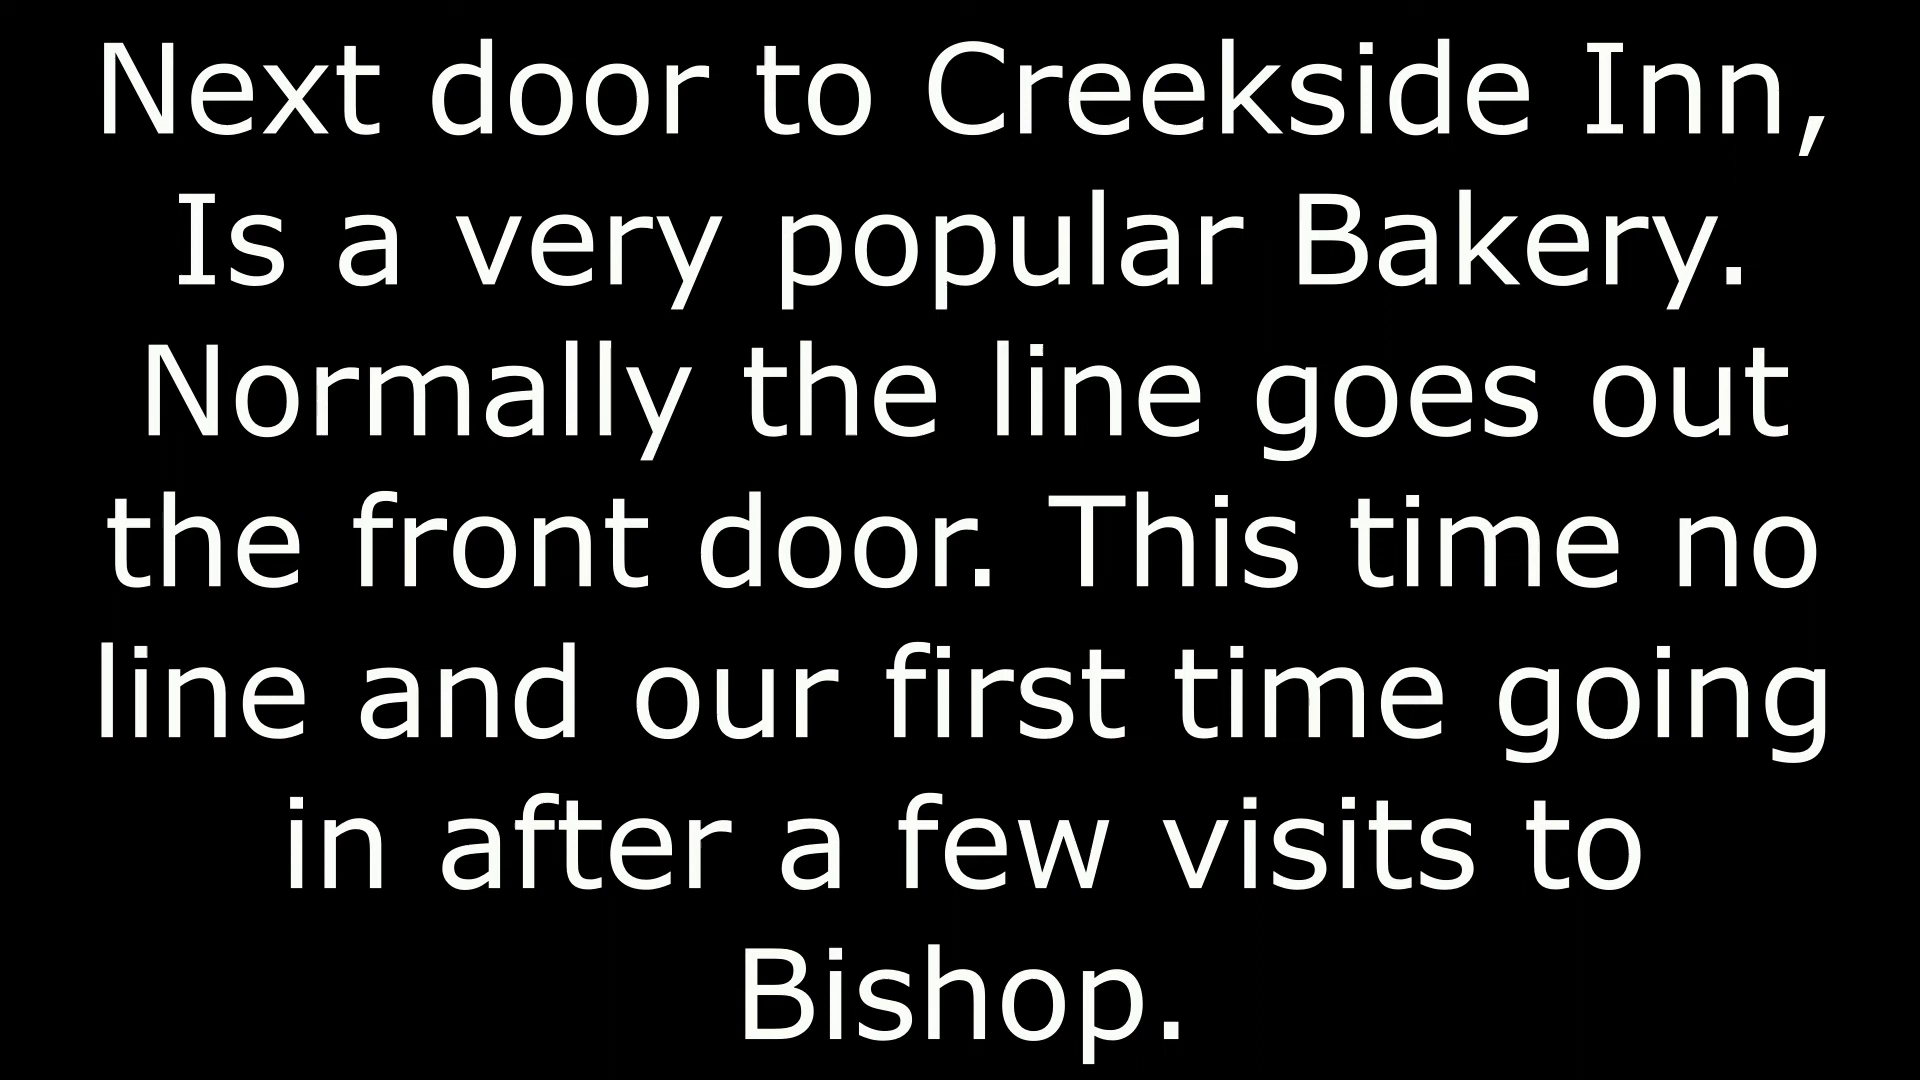 Next door to Creekside Inn,
Is a very popular Bakery.
Normally the line goes out
the front door. This time no
line and our first time going
in after a few visits to
Bishop.